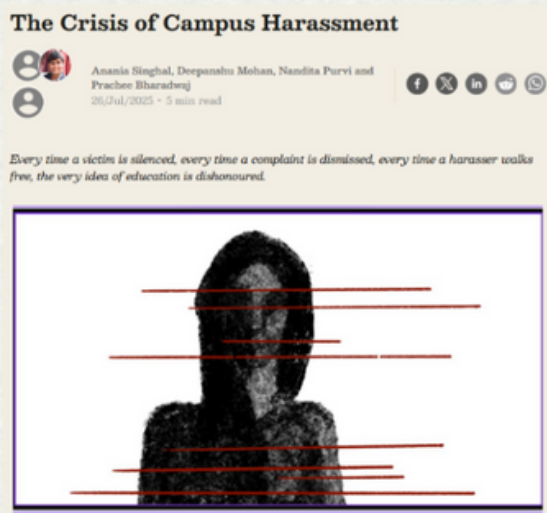 The Crisis of Campus Harassment
Anania Singhal, Deepanshu Mohan, Nandita Purvi and
Prachee Bharadwaj
26/Jul/2025 • 5 min read
Every time a victim is silenced, every time a complaint is dismissed, every time a harasser walks
free, the very idea of education is dishonoured.